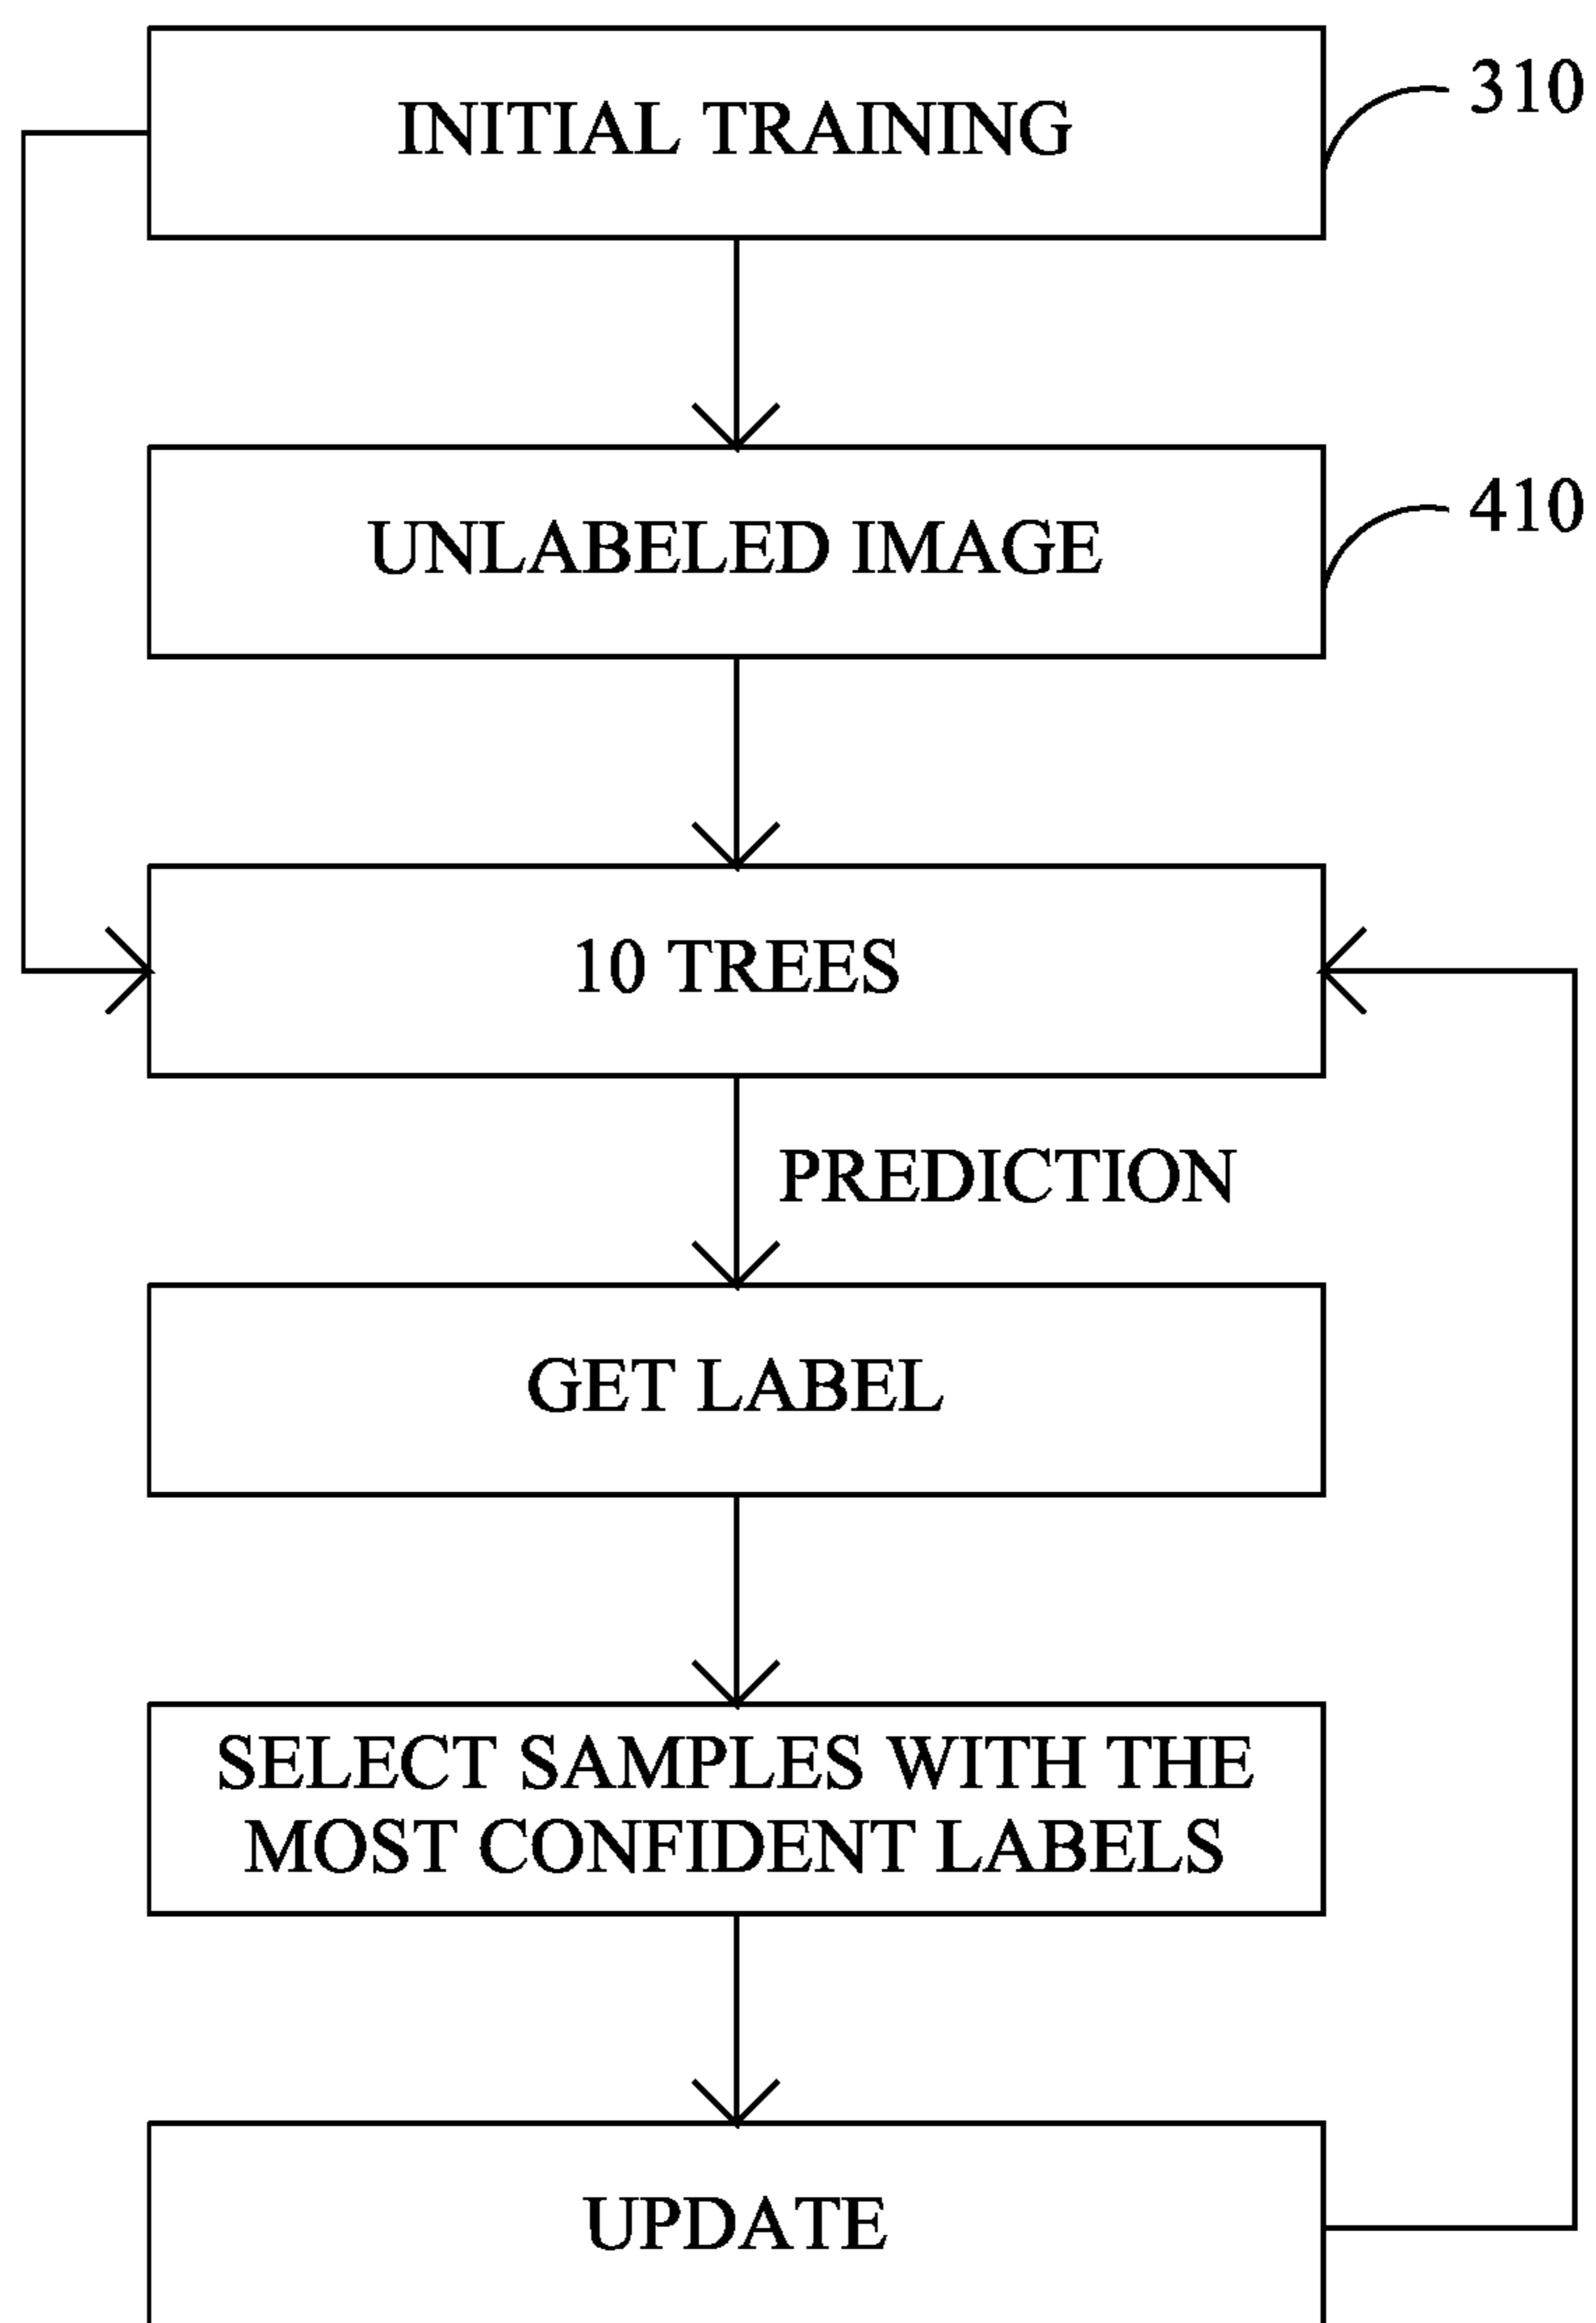 INITIAL TRAINING
310
UNLABELED IMAGE
410
10 TREES
PREDICTION
GET LABEL
SELECT SAMPLES WITH THE
MOST CONFIDENT LABELS
UPDATE